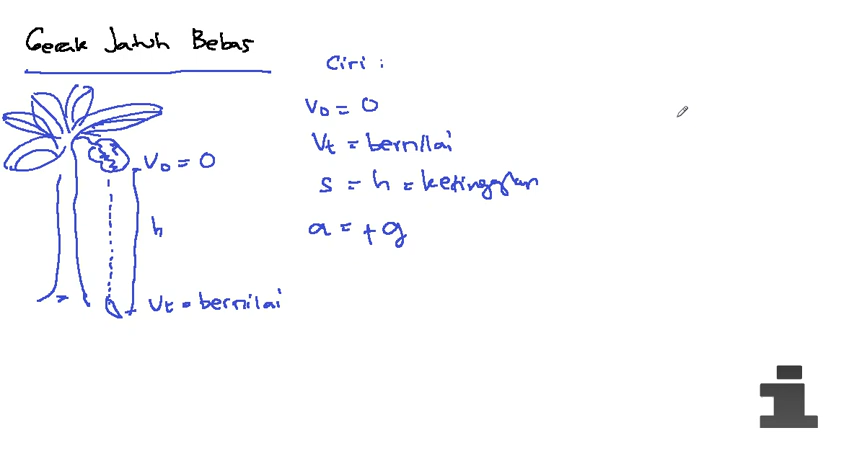 Gerak Jatuh Bebas
Ciri :
V₀ = 0
Vt = bernilai
s = h = ketinggian
a = + g
V₀ = 0
h
Vt = bernilai